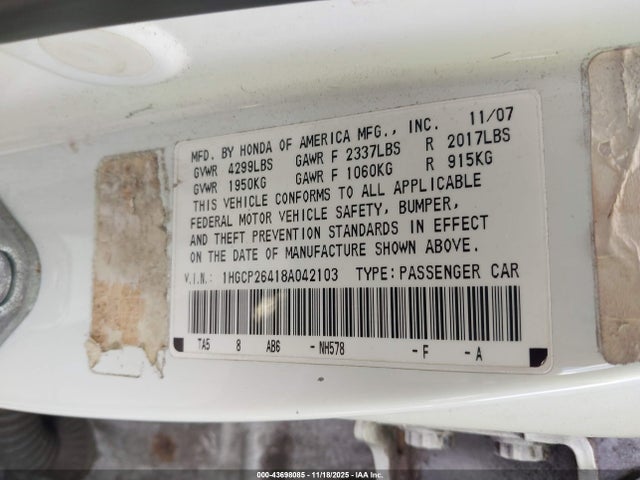 MFD. BY HONDA OF AMERICA MFG., INC. 11/07
GVWR 4299LBS GAWR F 2337LBS R 2017LBS
GVWR 1950KG GAWR F 1060KG R 915KG
THIS VEHICLE CONFORMS TO ALL APPLICABLE
FEDERAL MOTOR VEHICLE SAFETY, BUMPER,
AND THEFT PREVENTION STANDARDS IN EFFECT
ON THE DATE OF MANUFACTURE SHOWN ABOVE.
V.I.N.: 1HGCP26418A042103 TYPE: PASSENGER CAR
TA5 8 AB6 -NH578 -F -A
000-43698085 - 11/18/2025 - IAA Inc.